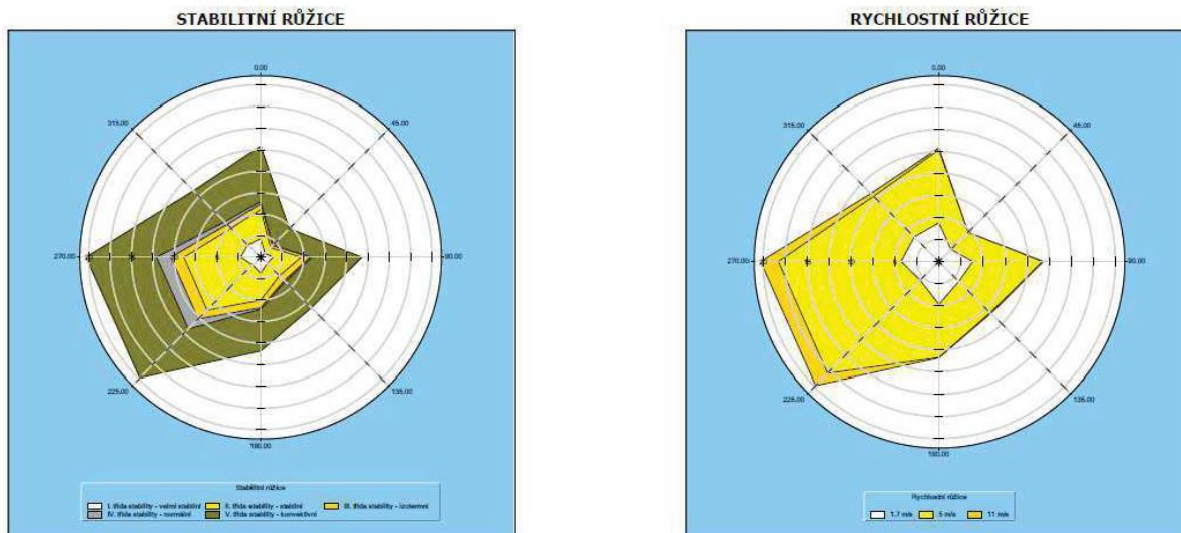 STABILITNÍ RŮŽICE
0.00
315.00
45.00
270.00
90.00
225.00
135.00
180.00
Stabilitní růžice
I. třída stability - velmi stabilní
II. třída stability - stabilní
III. třída stability - izotermní
IV. třída stability - normální
V. třída stability - konvektivní
RYCHLOSTNÍ RŮŽICE
0.00
315.00
45.00
270.00
90.00
225.00
135.00
180.00
Rychlostní růžice
1.7 m/s
5 m/s
11 m/s